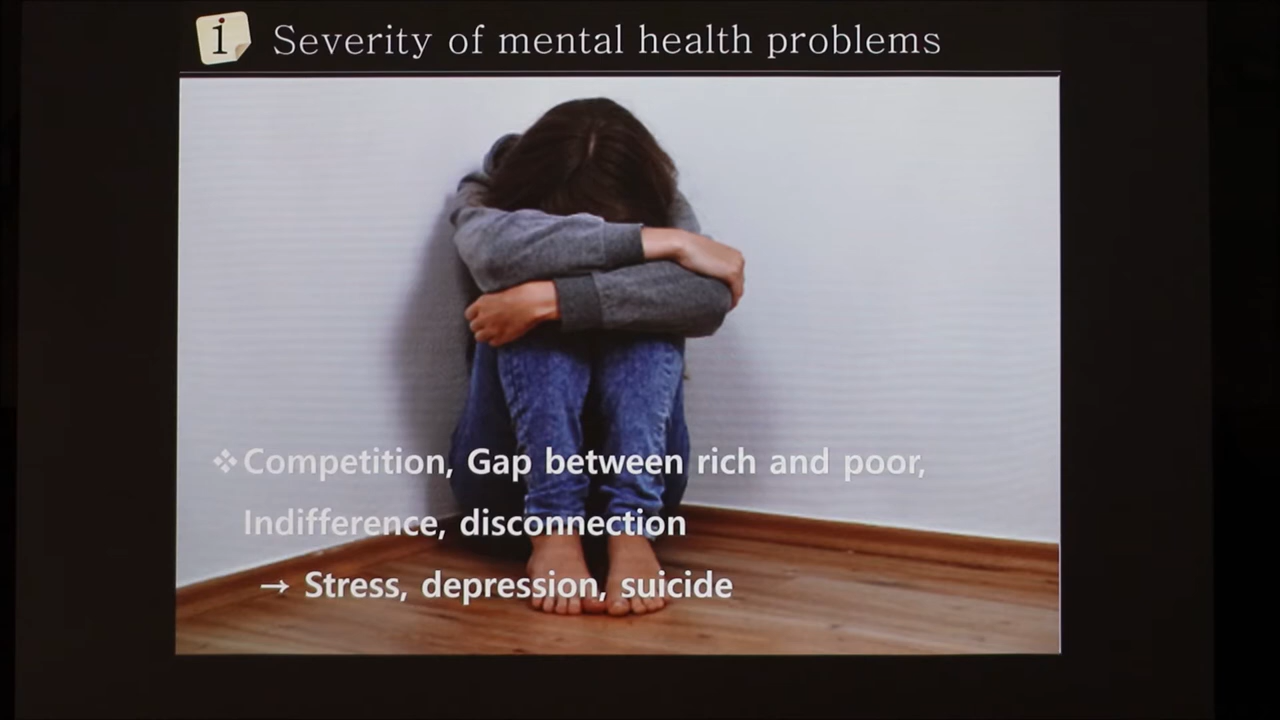 i Severity of mental health problems
❖Competition, Gap between rich and poor,
Indifference, disconnection
→ Stress, depression, suicide